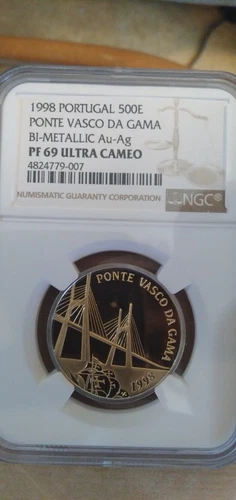 1998 PORTUGAL 500E
PONTE VASCO DA GAMA
BI-METALLIC Au-Ag
PF 69 ULTRA CAMEO
4824779-007
NUMISMATIC GUARANTY CORPORATION
NGC®
PONTE VASCO DA GAMA
1998